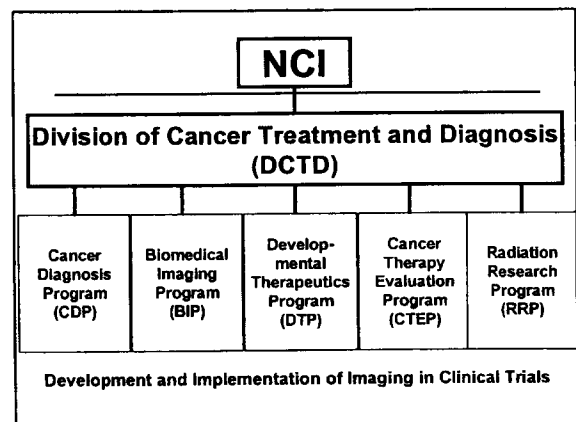 NCI
Division of Cancer Treatment and Diagnosis
(DCTD)
Cancer
Diagnosis
Program
(CDP)
Biomedical
Imaging
Program
(BIP)
Develop-
mental
Therapeutics
Program
(DTP)
Cancer
Therapy
Evaluation
Program
(CTEP)
Radiation
Research
Program
(RRP)
Development and Implementation of Imaging in Clinical Trials